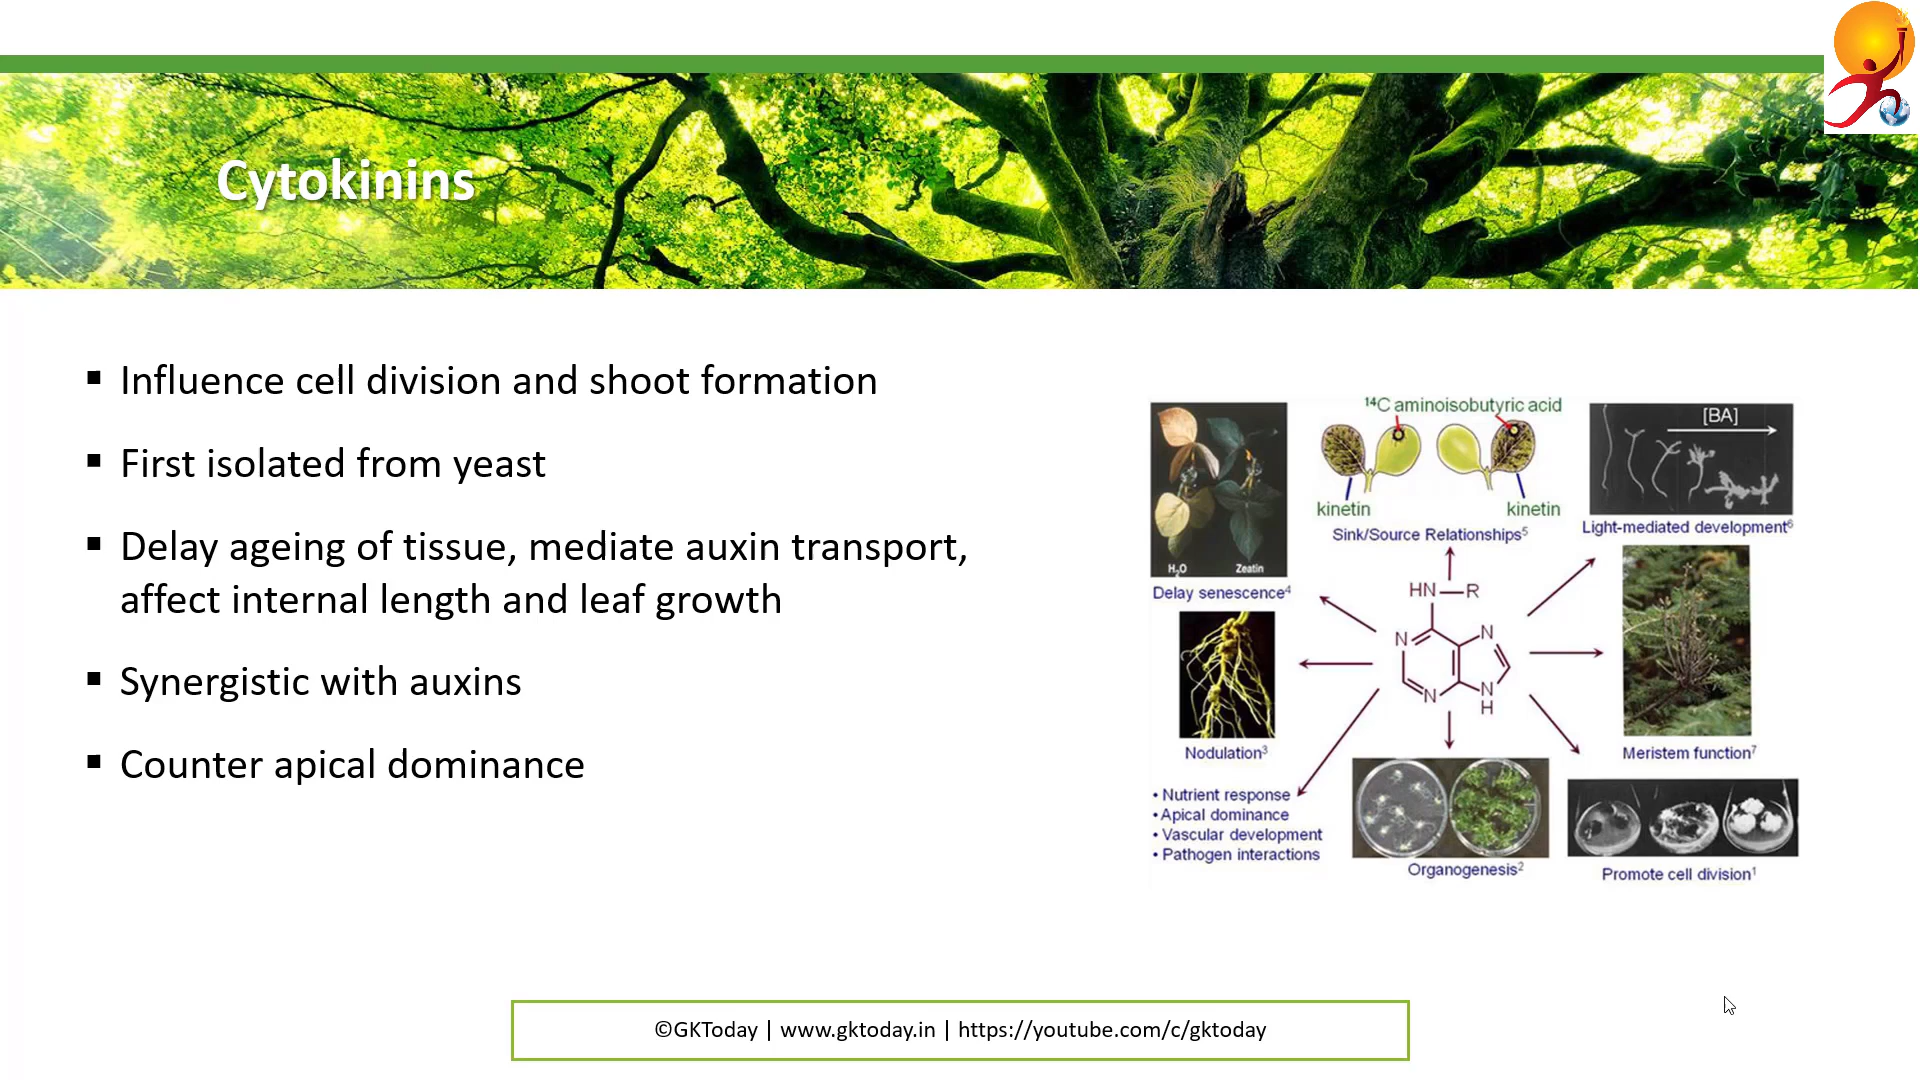 Cytokinins
▪ Influence cell division and shoot formation
▪ First isolated from yeast
▪ Delay ageing of tissue, mediate auxin transport,
affect internal length and leaf growth
▪ Synergistic with auxins
▪ Counter apical dominance
¹⁴C aminoisobutyric acid
kinetin
kinetin
Sink/Source Relationships⁵
[BA]
Light-mediated development⁶
H₂O
Zeatin
Delay senescence⁴
HN—R
N
N
N
N
H
Nodulation³
Meristem function⁷
• Nutrient response
• Apical dominance
• Vascular development
• Pathogen interactions
Organogenesis²
Promote cell division¹
©GKToday | www.gktoday.in | https://youtube.com/c/gktoday